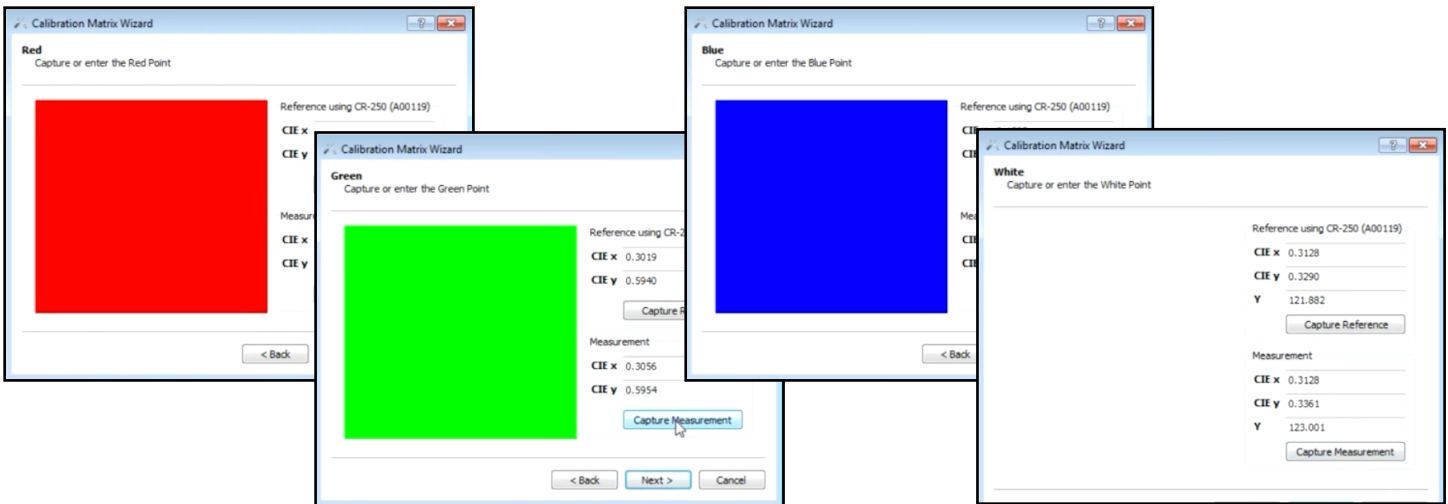 Calibration Matrix Wizard
Red
Capture or enter the Red Point
Reference using CR-250 (A00119)
CIE x
CIE y
CIE x
CIE y
< Back
Calibration Matrix Wizard
Green
Capture or enter the Green Point
Reference using
CIE x 0.3019
CIE y 0.5940
Capture
Measurement
CIE x 0.3056
CIE y 0.5954
Capture Measurement
< Back Next > Cancel
Calibration Matrix Wizard
Blue
Capture or enter the Blue Point
Reference using CR-250 (A00119)
< Back
Calibration Matrix Wizard
White
Capture or enter the White Point
Reference using CR-250 (A00119)
CIE x 0.3128
CIE y 0.3290
Y 121.882
Capture Reference
Measurement
CIE x 0.3128
CIE y 0.3361
Y 123.001
Capture Measurement